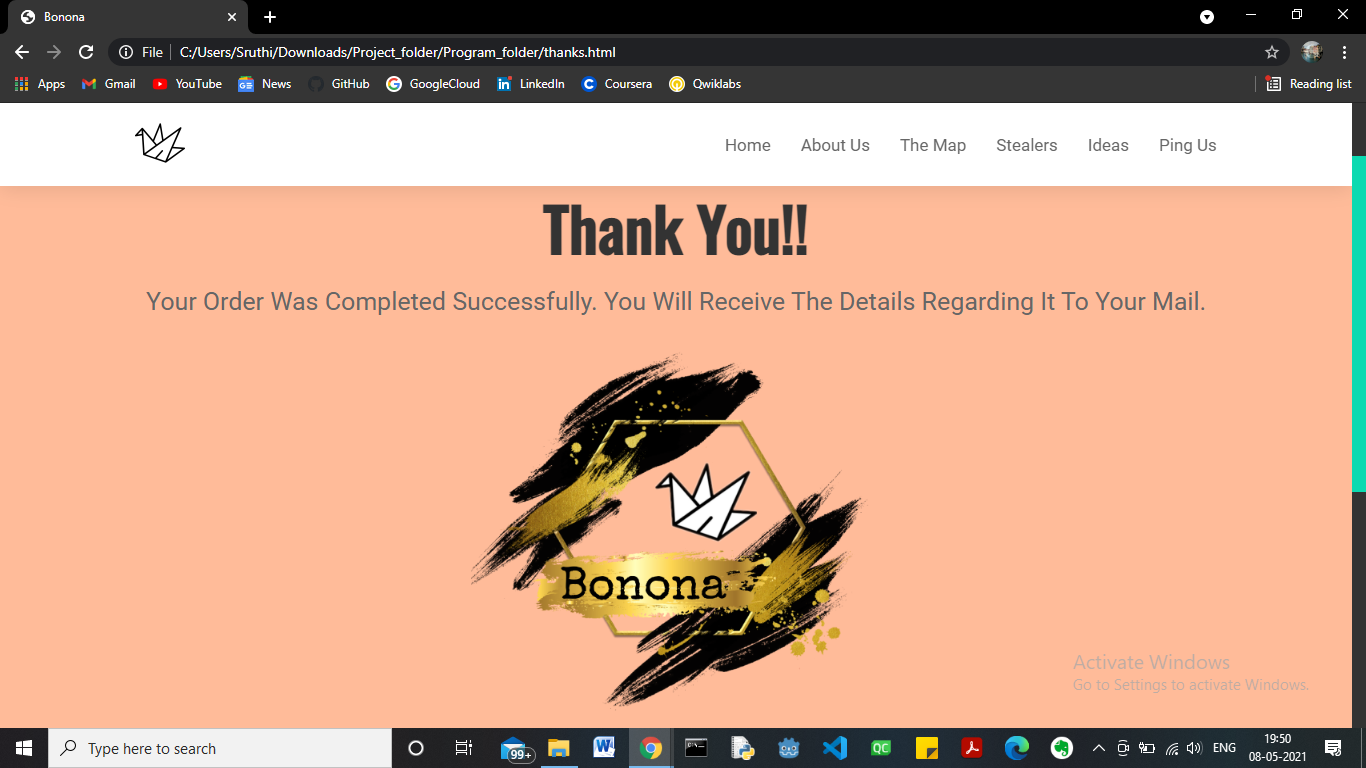 Bonona
File
C:/Users/Sruthi/Downloads/Project_folder/Program_folder/thanks.html
Apps Gmail YouTube News GitHub GoogleCloud LinkedIn Coursera Qwiklabs Reading list
Home About Us The Map Stealers Ideas Ping Us
Thank You!!
Your Order Was Completed Successfully. You Will Receive The Details Regarding It To Your Mail.
Bonona
Activate Windows
Go to Settings to activate Windows.
Type here to search
99+
QC
ENG
19:50
08-05-2021